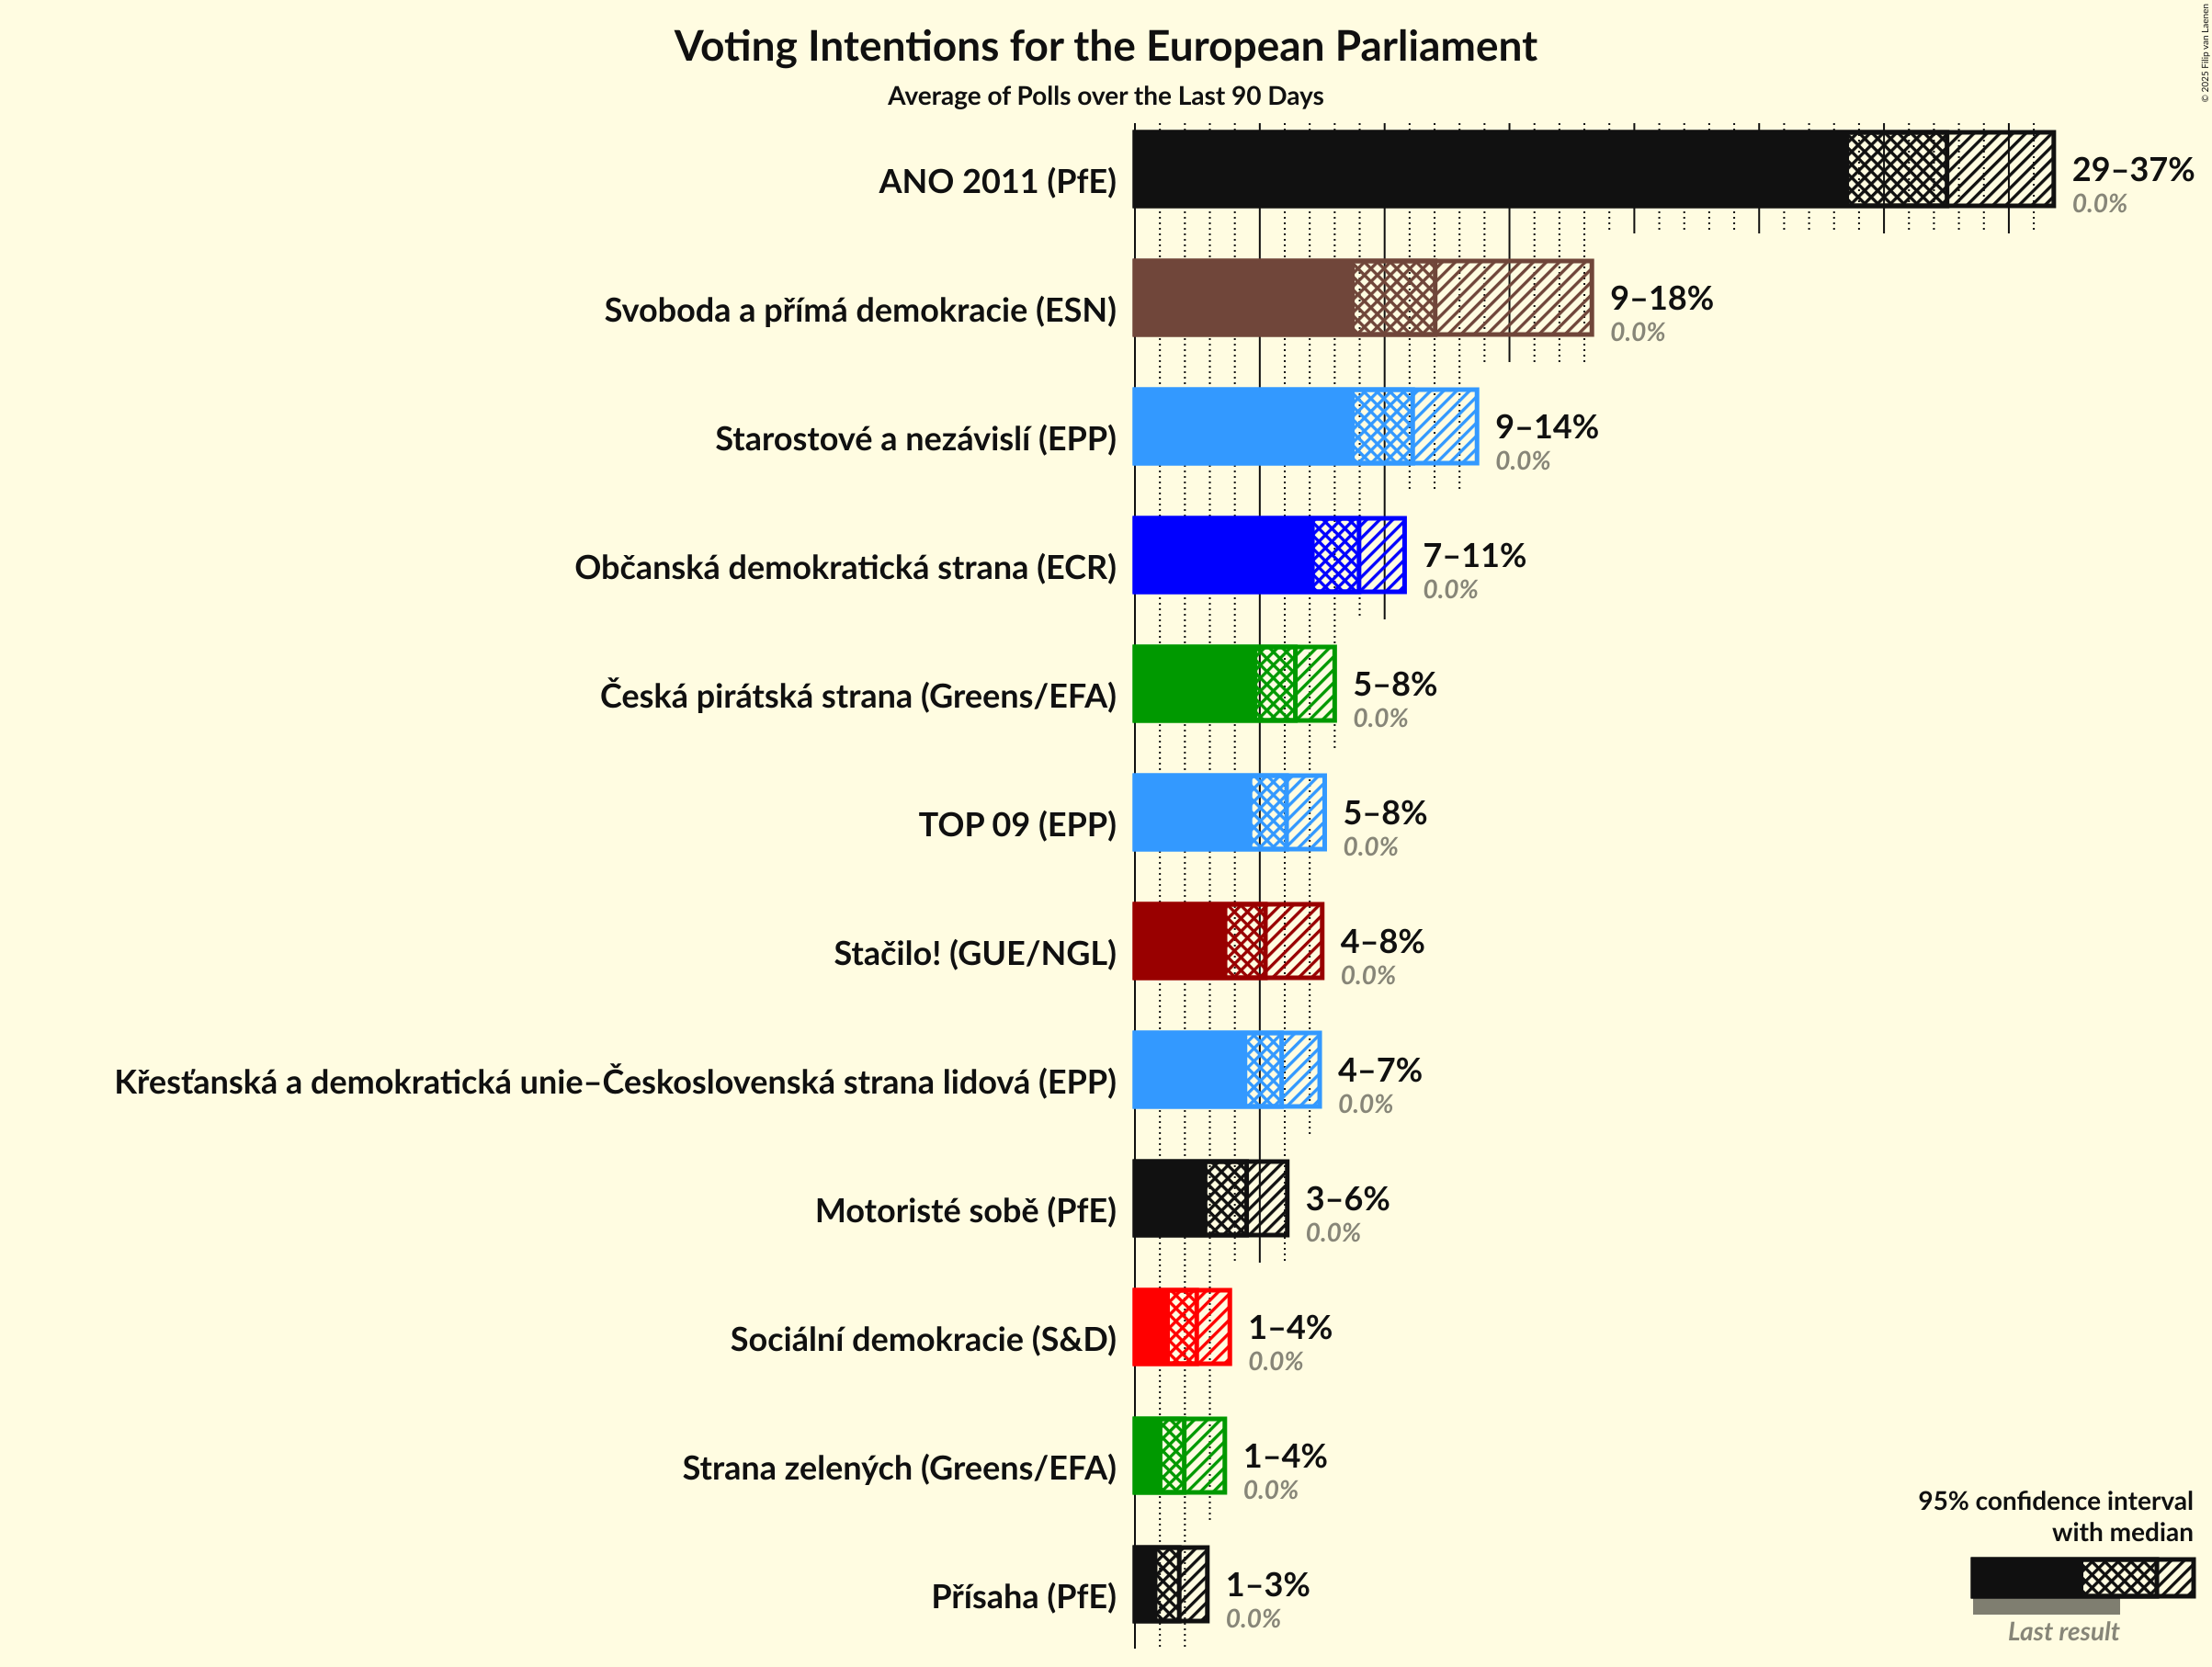 Voting Intentions for the European Parliament
Average of Polls over the Last 90 Days
© 2025 Filip van Laenen
ANO 2011 (PfE)
29–37%
0.0%
Svoboda a přímá demokracie (ESN)
9–18%
0.0%
Starostové a nezávislí (EPP)
9–14%
0.0%
Občanská demokratická strana (ECR)
7–11%
0.0%
Česká pirátská strana (Greens/EFA)
5–8%
0.0%
TOP 09 (EPP)
5–8%
0.0%
Stačilo! (GUE/NGL)
4–8%
0.0%
Křesťanská a demokratická unie–Československá strana lidová (EPP)
4–7%
0.0%
Motoristé sobě (PfE)
3–6%
0.0%
Sociální demokracie (S&D)
1–4%
0.0%
Strana zelených (Greens/EFA)
1–4%
0.0%
Přísaha (PfE)
1–3%
0.0%
95% confidence interval
with median
Last result